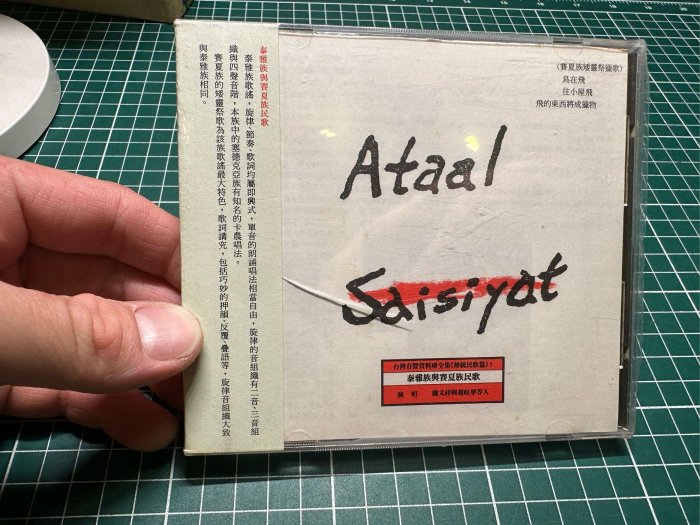 泰雅族與賽夏族民歌
泰雅族歌謠，旋律、節奏、歌詞均屬即興式，單音的朗誦唱法相當自由，旋律的音組織有二音、三音組
織與四聲音階，本族中的塞德克亞族有知名的卡農唱法。
賽夏族的矮靈祭歌為該族歌謠最大特色，歌詞講究，包括巧妙的押韻、反覆、疊語等，旋律音組織大致
與泰雅族相同。
《賽夏族矮靈祭獵歌》
鳥在飛
往小屋飛
飛的東西將成獵物
Ataal
Saisiyat
台灣有聲資料庫全集《傳統民歌篇》3
泰雅族與賽夏族民歌
演 唱